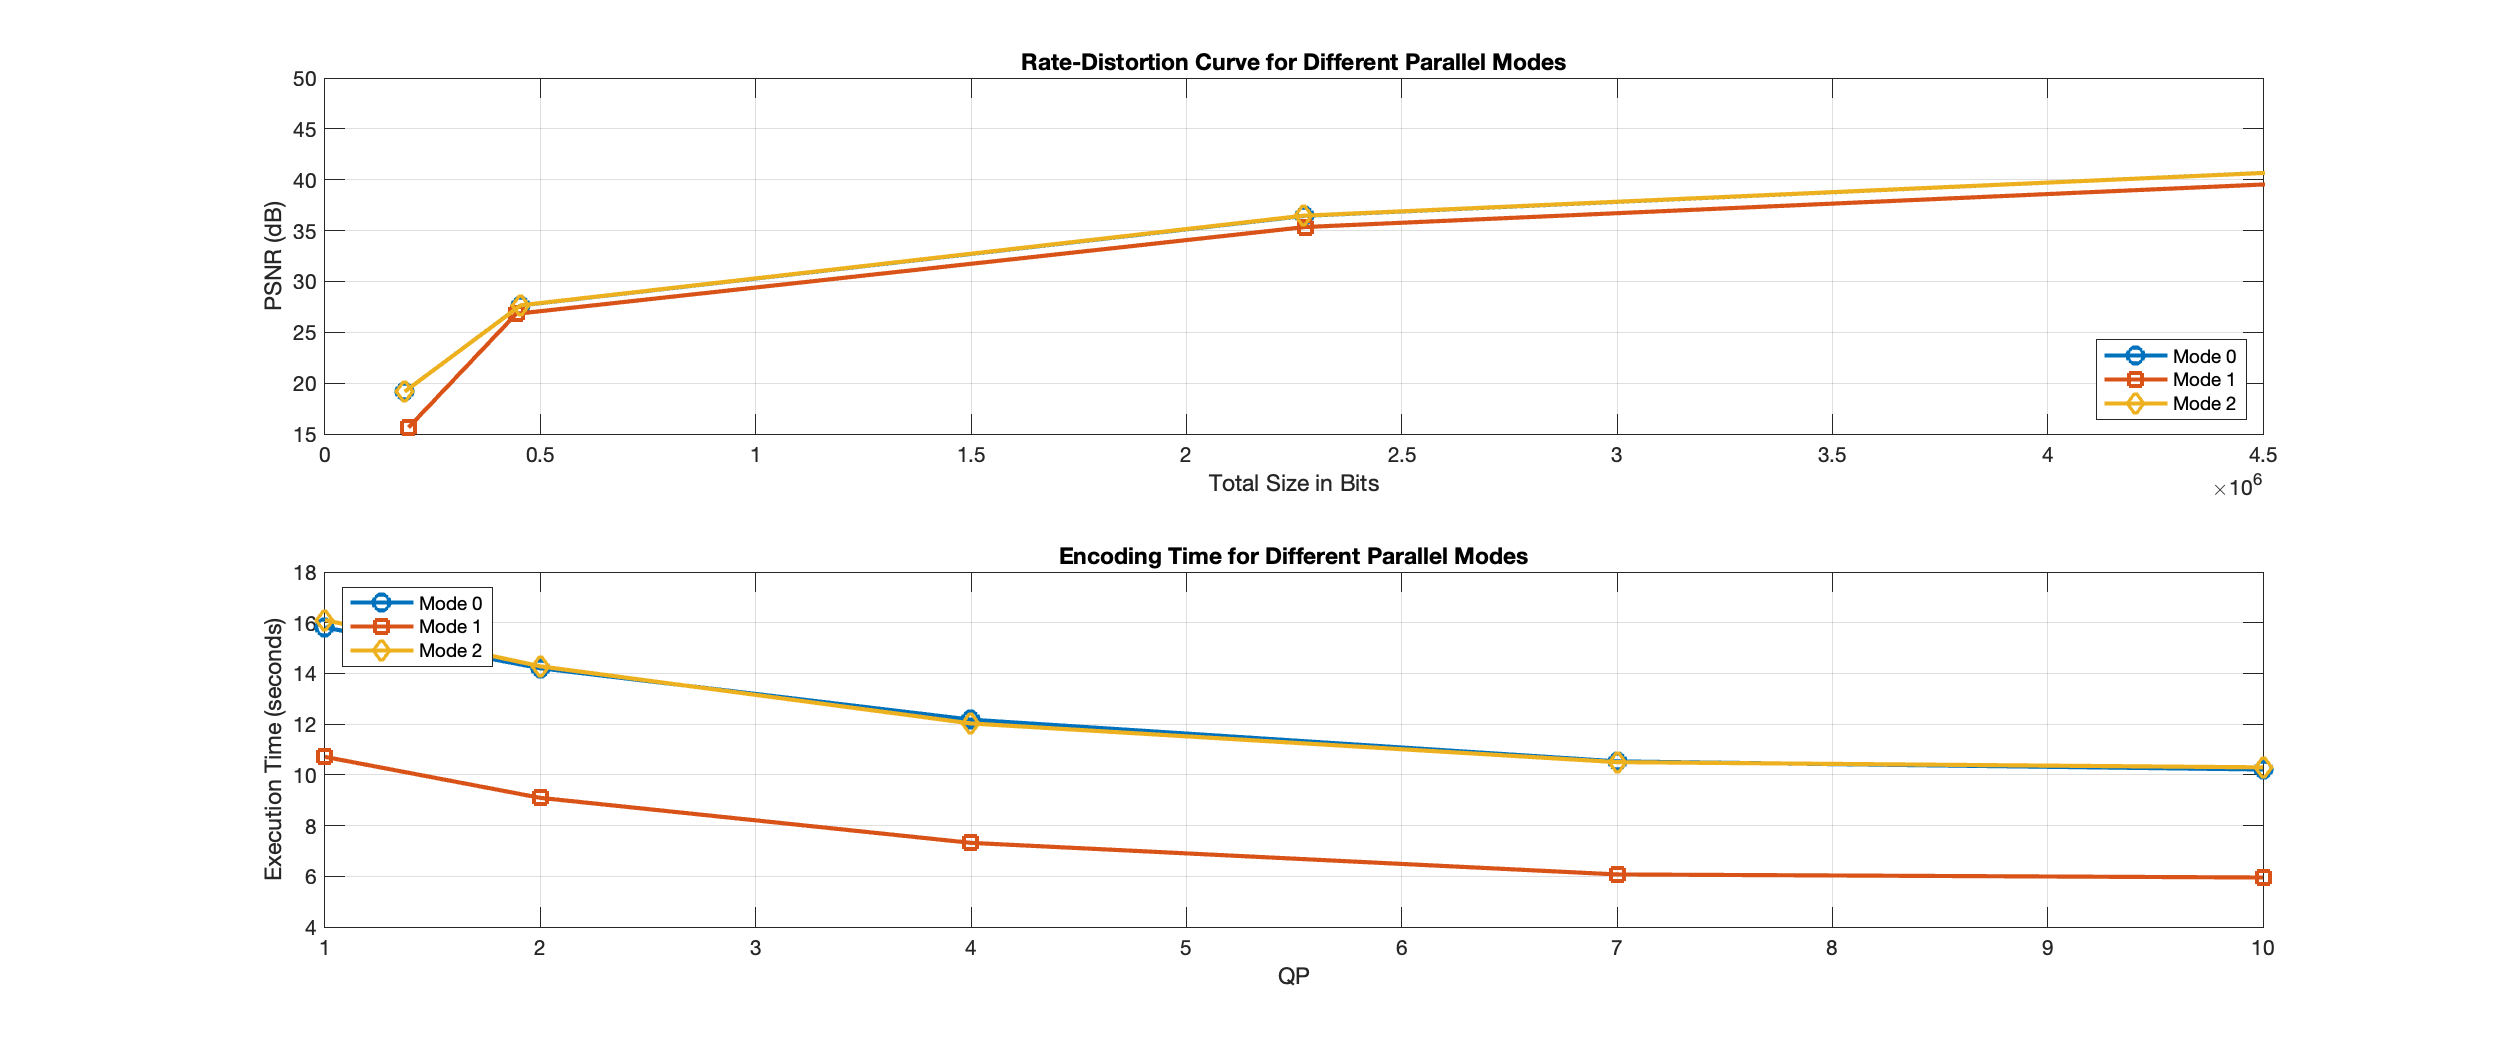 Rate-Distortion Curve for Different Parallel Modes
50
45
40
35
30
25
20
15
PSNR (dB)
Mode 0
Mode 1
Mode 2
0 0.5 1 1.5 2 2.5 3 3.5 4 4.5
Total Size in Bits
×10^6
Encoding Time for Different Parallel Modes
18
16
14
12
10
8
6
4
Execution Time (seconds)
Mode 0
Mode 1
Mode 2
1 2 3 4 5 6 7 8 9 10
QP